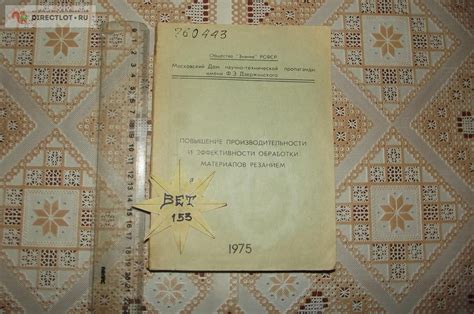 DIRECTLOT.RU
760443
Общество "Знание" РСФСР
Московский Дом научно-технической пропаганды
имени Ф.Э.Дзержинского
ПОВЫШЕНИЕ ПРОИЗВОДИТЕЛЬНОСТИ
И ЭФФЕКТИВНОСТИ ОБРАБОТКИ
МАТЕРИАЛОВ РЕЗАНИЕМ
ВЕТ
153
1975